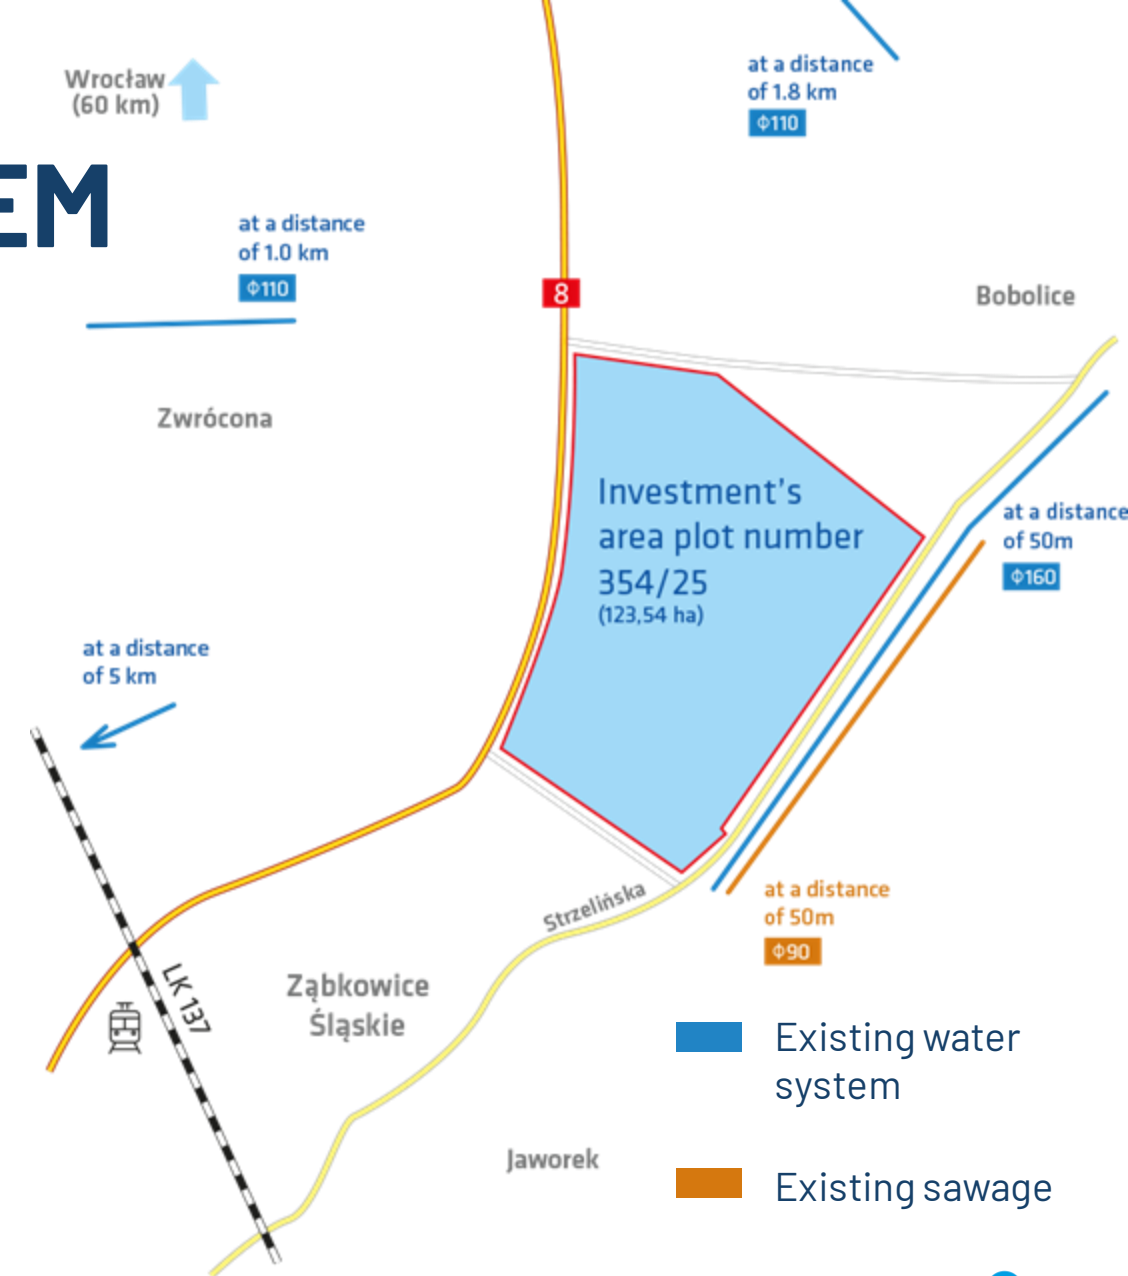 Wrocław
(60 km)
at a distance
of 1.8 km
Φ110
EM
at a distance
of 1.0 km
Φ110
8
Bobolice
Zwrócona
Investment's
area plot number
354/25
(123,54 ha)
at a distance
of 50m
Φ160
at a distance
of 5 km
Strzelińska
at a distance
of 50m
Φ90
LK 137
Ząbkowice
Śląskie
Existing water
system
Jaworek
Existing sawage